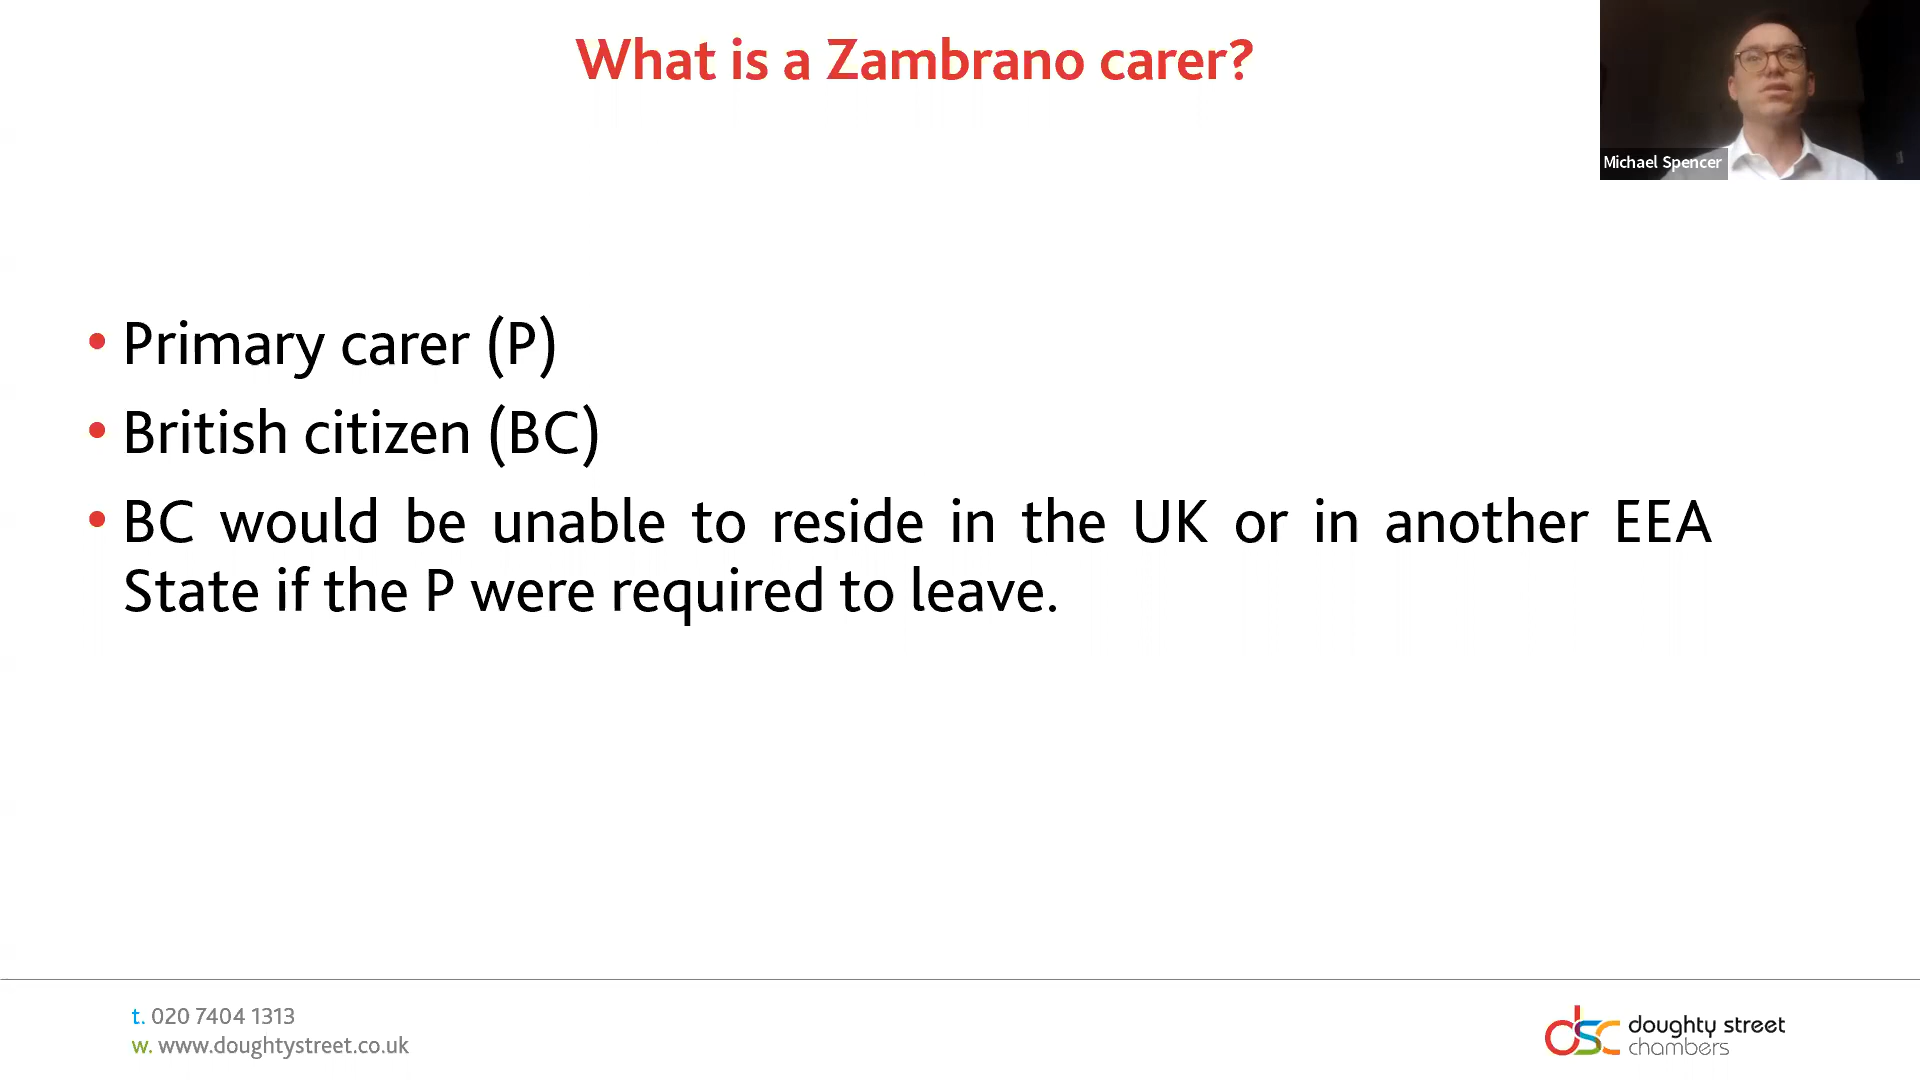 What is a Zambrano carer?
Michael Spencer
• Primary carer (P)
• British citizen (BC)
• BC would be unable to reside in the UK or in another EEA
State if the P were required to leave.
t. 020 7404 1313
w. www.doughtystreet.co.uk
dsc doughty street
chambers